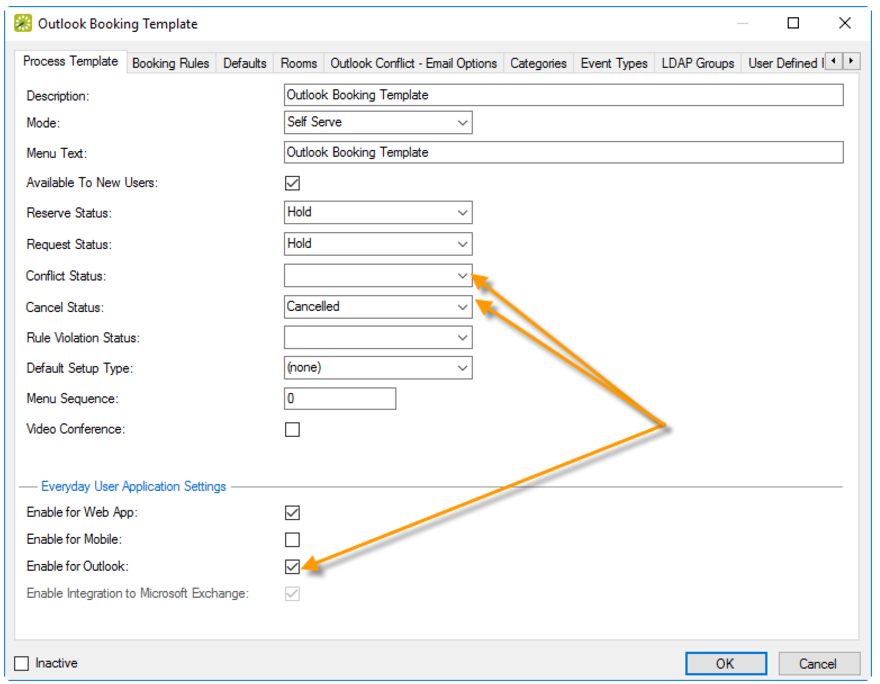 Outlook Booking Template
Process Template Booking Rules Defaults Rooms Outlook Conflict - Email Options Categories Event Types LDAP Groups User Defined
Description: Outlook Booking Template
Mode: Self Serve
Menu Text: Outlook Booking Template
Available To New Users:
Reserve Status: Hold
Request Status: Hold
Conflict Status:
Cancel Status: Cancelled
Rule Violation Status:
Default Setup Type: (none)
Menu Sequence: 0
Video Conference:
Everyday User Application Settings
Enable for Web App:
Enable for Mobile:
Enable for Outlook:
Enable Integration to Microsoft Exchange:
Inactive OK Cancel